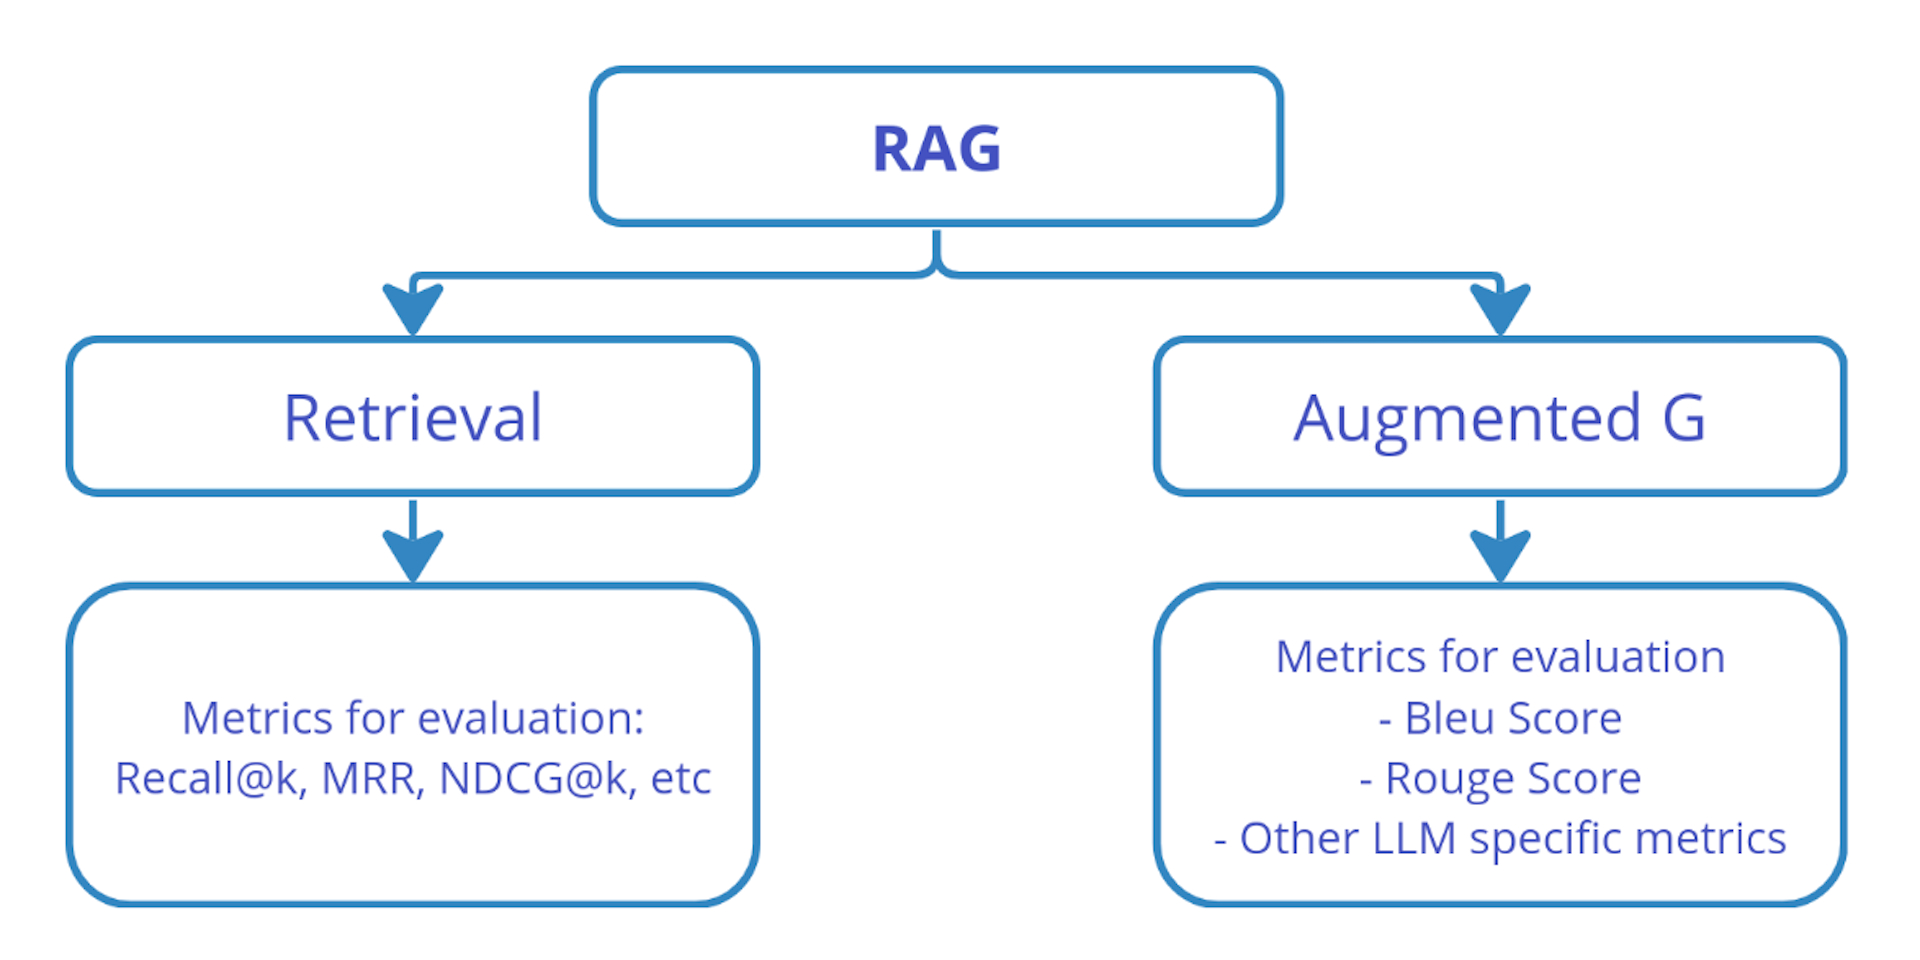 RAG
Retrieval
Augmented G
Metrics for evaluation:
Recall@k, MRR, NDCG@k, etc
Metrics for evaluation
- Bleu Score
- Rouge Score
- Other LLM specific metrics